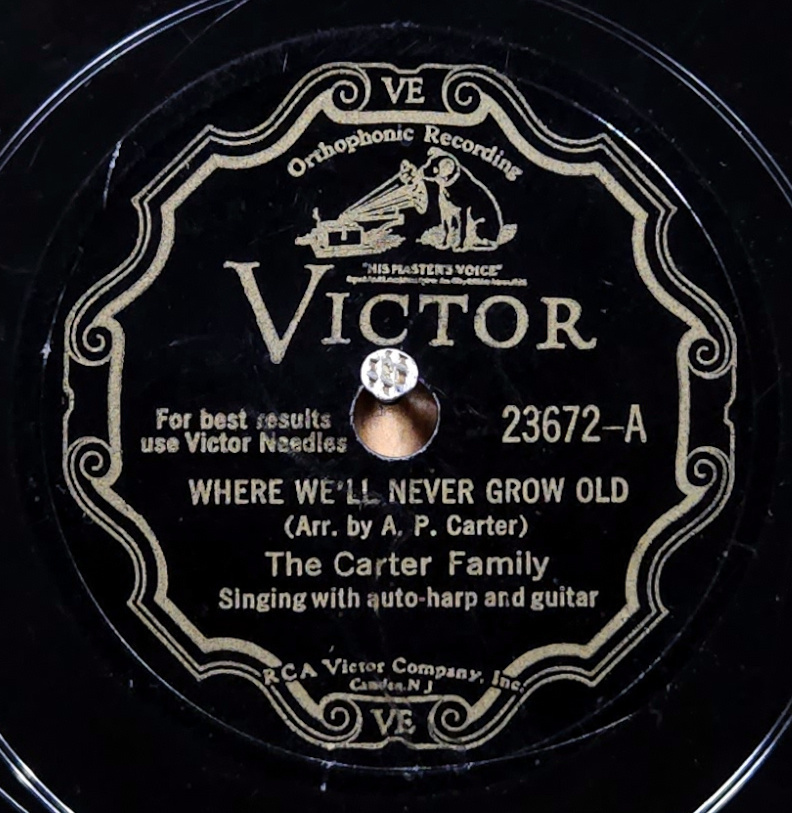 VE
Orthophonic Recording
"HIS MASTER'S VOICE"
VICTOR
For best results
use Victor Needles
23672-A
WHERE WE'LL NEVER GROW OLD
(Arr. by A. P. Carter)
The Carter Family
Singing with auto-harp and guitar
RCA Victor Company, Inc.
Camden, N J
VE